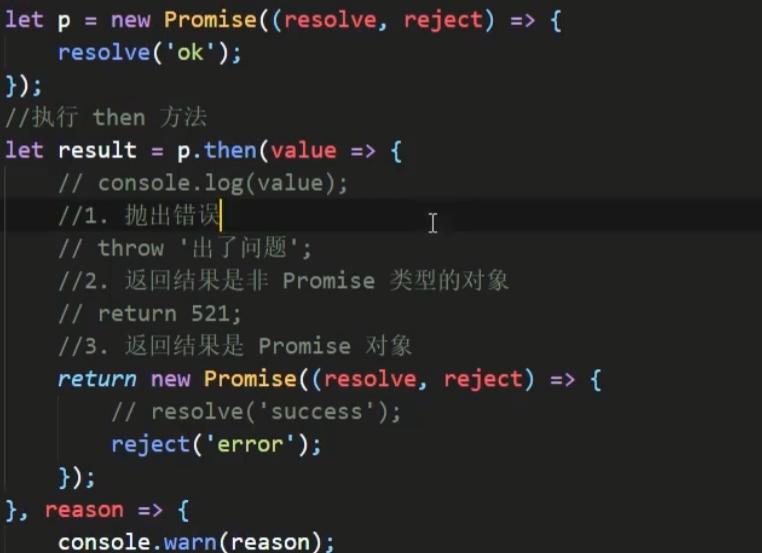 let p = new Promise((resolve, reject) => {
    resolve('ok');
});
//执行 then 方法
let result = p.then(value => {
    // console.log(value);
    //1. 抛出错误
    // throw '出了问题';
    //2. 返回结果是非 Promise 类型的对象
    // return 521;
    //3. 返回结果是 Promise 对象
    return new Promise((resolve, reject) => {
        // resolve('success');
        reject('error');
    });
}, reason => {
    console.warn(reason);